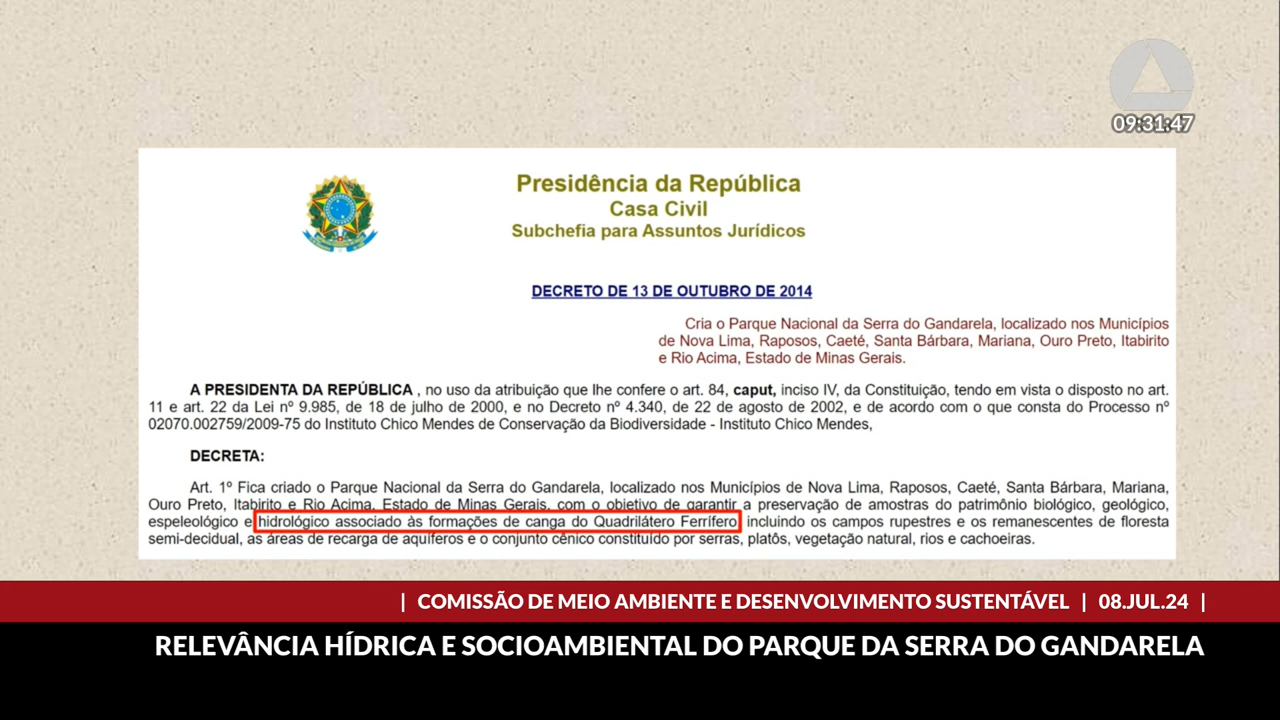 09:31:47
Presidência da República
Casa Civil
Subchefia para Assuntos Jurídicos
DECRETO DE 13 DE OUTUBRO DE 2014
Cria o Parque Nacional da Serra do Gandarela, localizado nos Municípios
de Nova Lima, Raposos, Caeté, Santa Bárbara, Mariana, Ouro Preto, Itabirito
e Rio Acima, Estado de Minas Gerais.
A PRESIDENTA DA REPÚBLICA , no uso da atribuição que lhe confere o art. 84, caput, inciso IV, da Constituição, tendo em vista o disposto no art.
11 e art. 22 da Lei nº 9.985, de 18 de julho de 2000, e no Decreto nº 4.340, de 22 de agosto de 2002, e de acordo com o que consta do Processo nº
02070.002759/2009-75 do Instituto Chico Mendes de Conservação da Biodiversidade - Instituto Chico Mendes,
DECRETA:
Art. 1º Fica criado o Parque Nacional da Serra do Gandarela, localizado nos Municípios de Nova Lima, Raposos, Caeté, Santa Bárbara, Mariana,
Ouro Preto, Itabirito e Rio Acima, Estado de Minas Gerais, com o objetivo de garantir a preservação de amostras do patrimônio biológico, geológico,
espeleológico e hidrológico associado às formações de canga do Quadrilátero Ferrífero, incluindo os campos rupestres e os remanescentes de floresta
semi-decidual, as áreas de recarga de aquíferos e o conjunto cênico constituído por serras, platôs, vegetação natural, rios e cachoeiras.
| COMISSÃO DE MEIO AMBIENTE E DESENVOLVIMENTO SUSTENTÁVEL | 08.JUL.24 |
RELEVÂNCIA HÍDRICA E SOCIOAMBIENTAL DO PARQUE DA SERRA DO GANDARELA